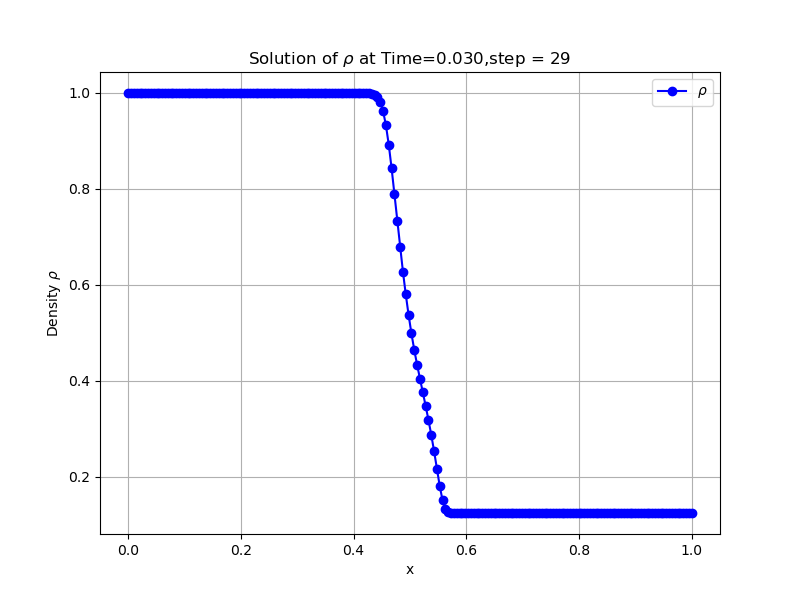 Solution of ρ at Time=0.030,step = 29
ρ
1.0
0.8
0.6
0.4
0.2
Density ρ
0.0 0.2 0.4 0.6 0.8 1.0
x